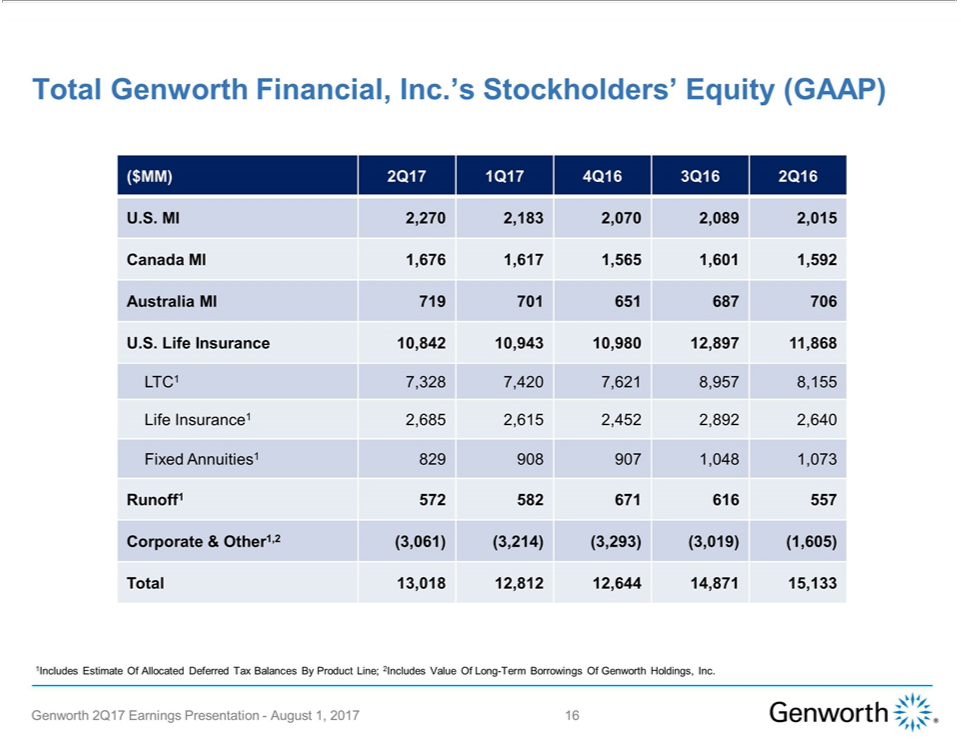 Total Genworth Financial, Inc.’s Stockholders’ Equity (GAAP)
($MM) 2Q17 1Q17 4Q16 3Q16 2Q16
U.S. MI 2,270 2,183 2,070 2,089 2,015
Canada MI 1,676 1,617 1,565 1,601 1,592
Australia MI 719 701 651 687 706
U.S. Life Insurance 10,842 10,943 10,980 12,897 11,868
LTC¹ 7,328 7,420 7,621 8,957 8,155
Life Insurance¹ 2,685 2,615 2,452 2,892 2,640
Fixed Annuities¹ 829 908 907 1,048 1,073
Runoff¹ 572 582 671 616 557
Corporate & Other¹,² (3,061) (3,214) (3,293) (3,019) (1,605)
Total 13,018 12,812 12,644 14,871 15,133
¹Includes Estimate Of Allocated Deferred Tax Balances By Product Line; ²Includes Value Of Long-Term Borrowings Of Genworth Holdings, Inc.
Genworth 2Q17 Earnings Presentation - August 1, 2017 16 Genworth®